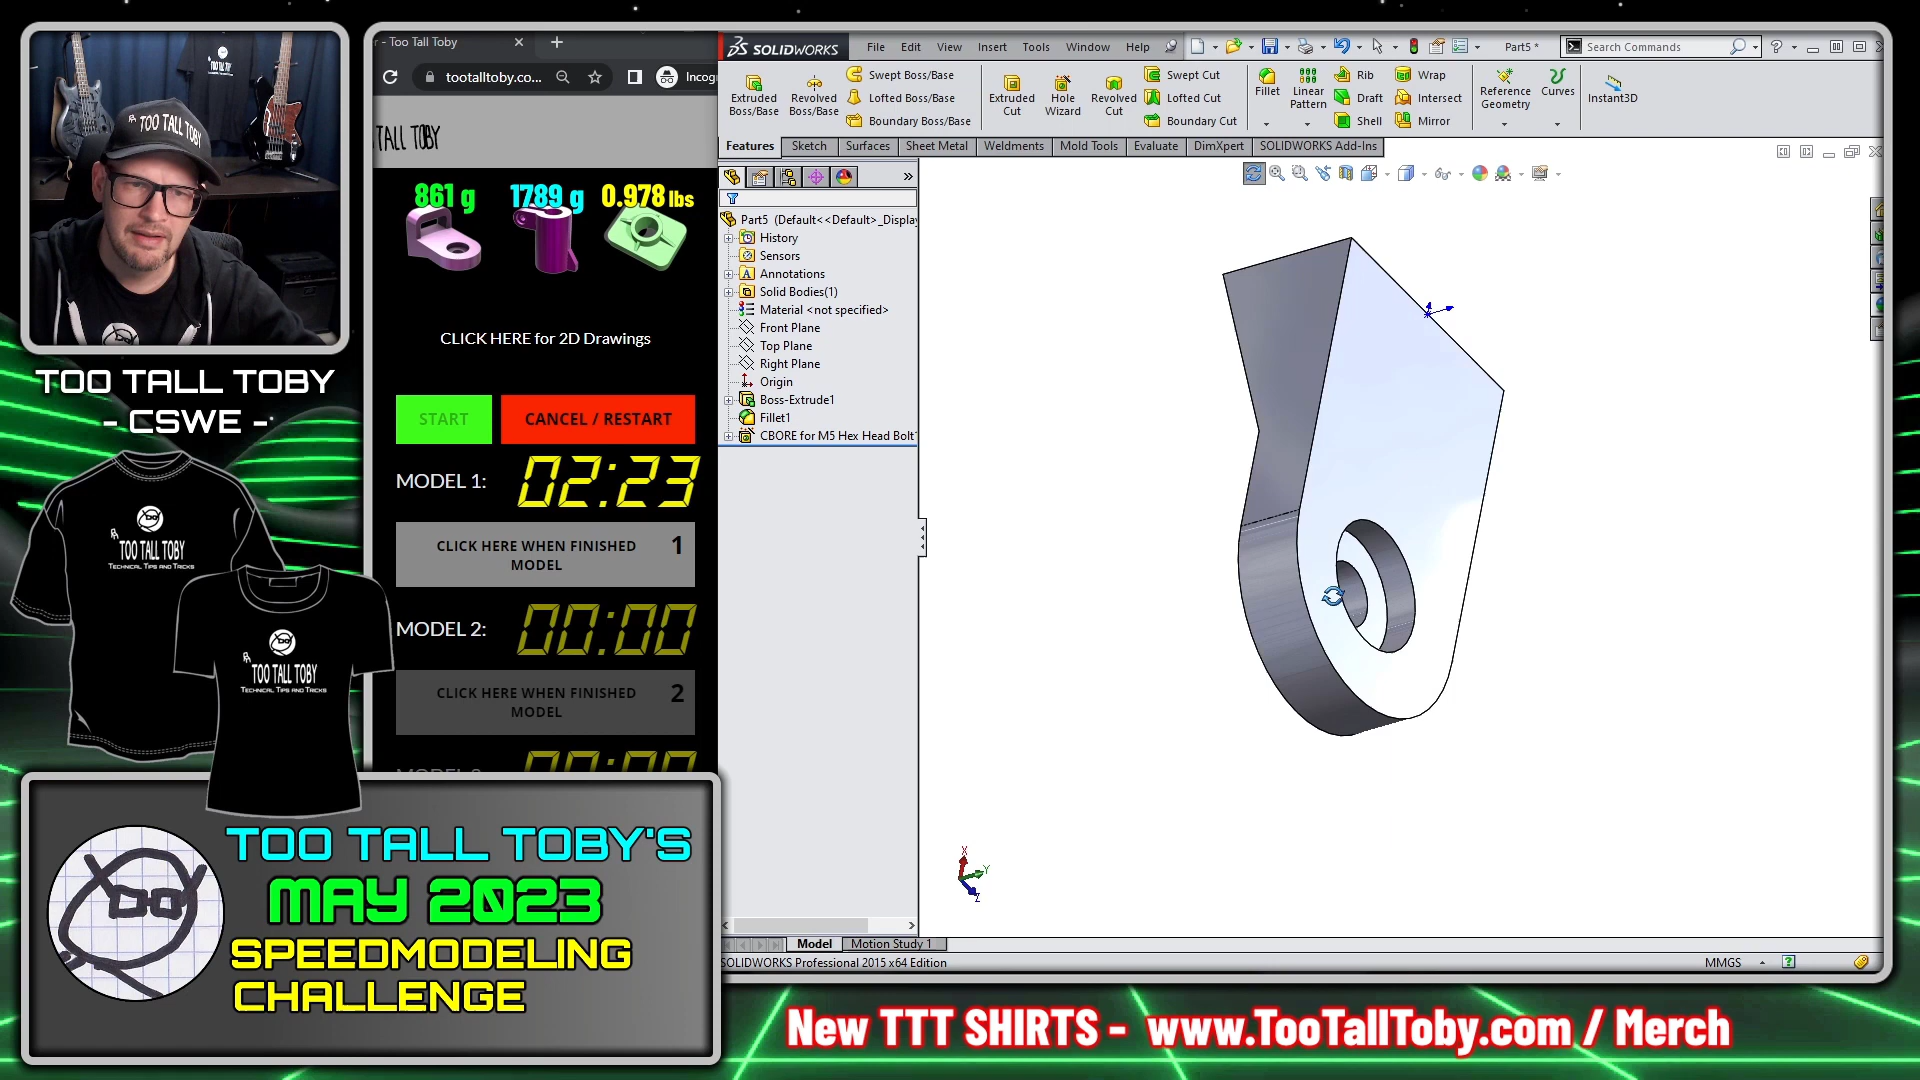 TOO TALL TOBY
TOO TALL TOBY
- CSWE -
TOO TALL TOBY
TECHNICAL TIPS AND TRICKS
TOO TALL TOBY
TECHNICAL TIPS AND TRICKS
r - Too Tall Toby
tootalltoby.co...
Incog
TALL TOBY
861 g
1789 g
0.978 lbs
CLICK HERE for 2D Drawings
START
CANCEL / RESTART
MODEL 1:
02:23
CLICK HERE WHEN FINISHED MODEL
1
MODEL 2:
00:00
CLICK HERE WHEN FINISHED MODEL
2
00:00
SOLIDWORKS
File
Edit
View
Insert
Tools
Window
Help
Part5 *
Search Commands
Extruded Boss/Base
Revolved Boss/Base
Swept Boss/Base
Lofted Boss/Base
Boundary Boss/Base
Extruded Cut
Hole Wizard
Revolved Cut
Swept Cut
Lofted Cut
Boundary Cut
Fillet
Linear Pattern
Rib
Draft
Shell
Wrap
Intersect
Mirror
Reference Geometry
Curves
Instant3D
Features
Sketch
Surfaces
Sheet Metal
Weldments
Mold Tools
Evaluate
DimXpert
SOLIDWORKS Add-Ins
Part5 (Default<<Default>_Display
History
Sensors
Annotations
Solid Bodies(1)
Material <not specified>
Front Plane
Top Plane
Right Plane
Origin
Boss-Extrude1
Fillet1
CBORE for M5 Hex Head Bolt1
X
Y
Z
Model
Motion Study 1
SOLIDWORKS Professional 2015 x64 Edition
MMGS
TOO TALL TOBY'S
MAY 2023
SPEEDMODELING
CHALLENGE
New TTT SHIRTS - www.TooTallToby.com / Merch